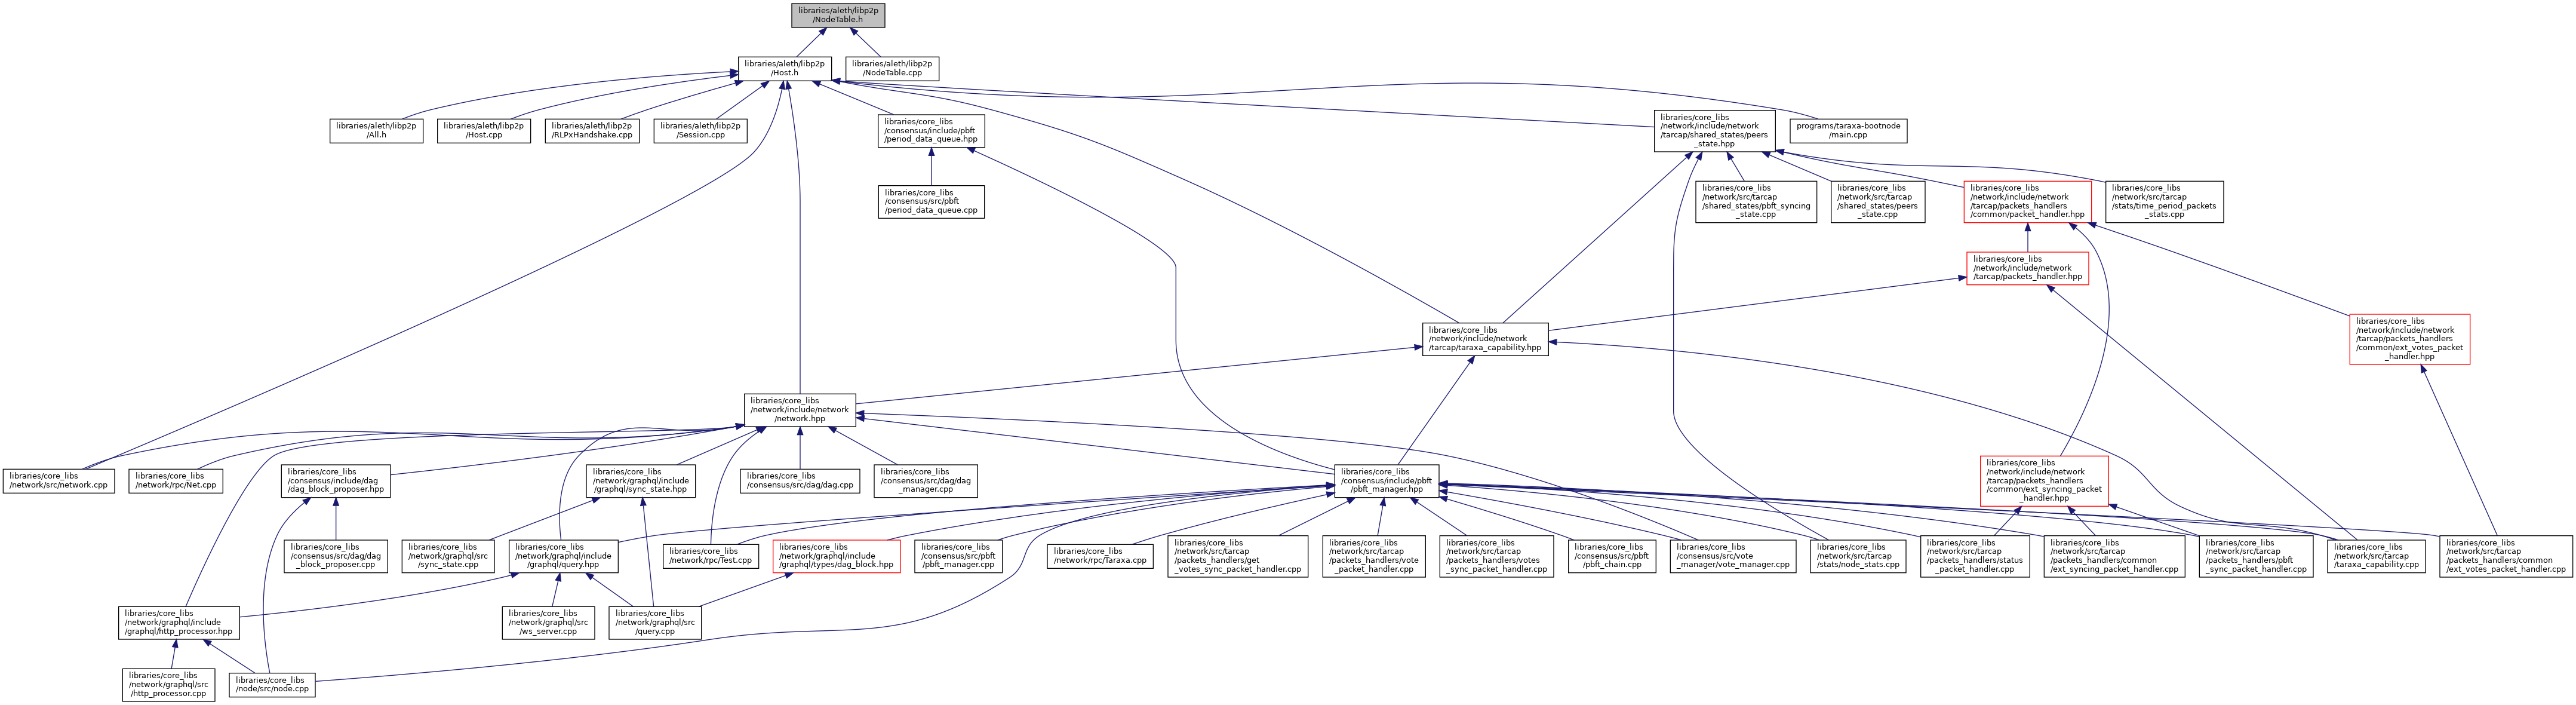 libraries/aleth/libp2p
/NodeTable.h
libraries/aleth/libp2p
/Host.h
libraries/aleth/libp2p
/NodeTable.cpp
libraries/aleth/libp2p
/All.h
libraries/aleth/libp2p
/Host.cpp
libraries/aleth/libp2p
/RLPxHandshake.cpp
libraries/aleth/libp2p
/Session.cpp
libraries/core_libs
/consensus/include/pbft
/period_data_queue.hpp
libraries/core_libs
/network/include/network
/tarcap/shared_states/peers
_state.hpp
programs/taraxa-bootnode
/main.cpp
libraries/core_libs
/consensus/src/pbft
/period_data_queue.cpp
libraries/core_libs
/network/src/tarcap
/shared_states/pbft_syncing
_state.cpp
libraries/core_libs
/network/src/tarcap
/shared_states/peers
_state.cpp
libraries/core_libs
/network/include/network
/tarcap/packets_handlers
/common/packet_handler.hpp
libraries/core_libs
/network/src/tarcap
/stats/time_period_packets
_stats.cpp
libraries/core_libs
/network/include/network
/tarcap/packets_handler.hpp
libraries/core_libs
/network/include/network
/tarcap/taraxa_capability.hpp
libraries/core_libs
/network/include/network
/tarcap/packets_handlers
/common/ext_votes_packet
_handler.hpp
libraries/core_libs
/network/include/network
/network.hpp
libraries/core_libs
/network/src/network.cpp
libraries/core_libs
/network/rpc/Net.cpp
libraries/core_libs
/consensus/include/dag
/dag_block_proposer.hpp
libraries/core_libs
/network/graphql/include
/graphql/sync_state.hpp
libraries/core_libs
/consensus/src/dag/dag.cpp
libraries/core_libs
/consensus/src/dag/dag
_manager.cpp
libraries/core_libs
/consensus/include/pbft
/pbft_manager.hpp
libraries/core_libs
/network/include/network
/tarcap/packets_handlers
/common/ext_syncing_packet
_handler.hpp
libraries/core_libs
/consensus/src/dag/dag
_block_proposer.cpp
libraries/core_libs
/network/graphql/src
/sync_state.cpp
libraries/core_libs
/network/graphql/include
/graphql/query.hpp
libraries/core_libs
/network/rpc/Test.cpp
libraries/core_libs
/network/graphql/include
/graphql/types/dag_block.hpp
libraries/core_libs
/consensus/src/pbft
/pbft_manager.cpp
libraries/core_libs
/network/rpc/Taraxa.cpp
libraries/core_libs
/network/src/tarcap
/packets_handlers/get
_votes_sync_packet_handler.cpp
libraries/core_libs
/network/src/tarcap
/packets_handlers/vote
_packet_handler.cpp
libraries/core_libs
/network/src/tarcap
/packets_handlers/votes
_sync_packet_handler.cpp
libraries/core_libs
/consensus/src/pbft
/pbft_chain.cpp
libraries/core_libs
/consensus/src/vote
_manager/vote_manager.cpp
libraries/core_libs
/network/src/tarcap
/stats/node_stats.cpp
libraries/core_libs
/network/src/tarcap
/packets_handlers/status
_packet_handler.cpp
libraries/core_libs
/network/src/tarcap
/packets_handlers/common
/ext_syncing_packet_handler.cpp
libraries/core_libs
/network/src/tarcap
/packets_handlers/pbft
_sync_packet_handler.cpp
libraries/core_libs
/network/src/tarcap
/taraxa_capability.cpp
libraries/core_libs
/network/src/tarcap
/packets_handlers/common
/ext_votes_packet_handler.cpp
libraries/core_libs
/network/graphql/include
/graphql/http_processor.hpp
libraries/core_libs
/network/graphql/src
/ws_server.cpp
libraries/core_libs
/network/graphql/src
/query.cpp
libraries/core_libs
/network/graphql/src
/http_processor.cpp
libraries/core_libs
/node/src/node.cpp